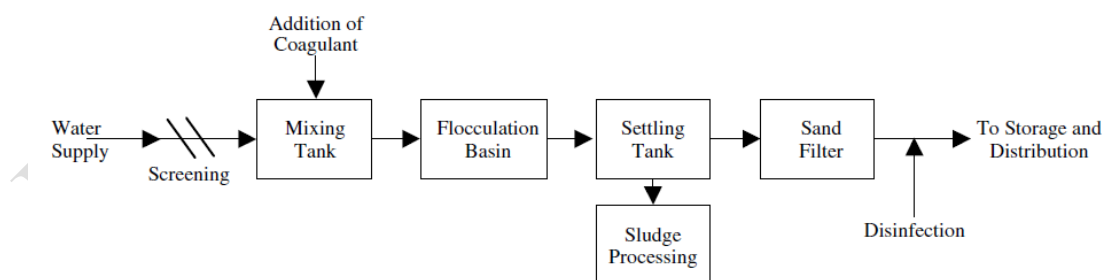 Addition of
Coagulant
Water
Supply
Screening
Mixing
Tank
Flocculation
Basin
Settling
Tank
Sludge
Processing
Sand
Filter
Disinfection
To Storage and
Distribution